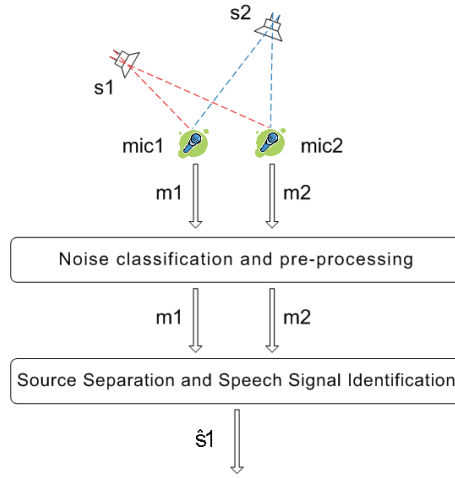 s2
s1
mic1 mic2
m1 m2
Noise classification and pre-processing
m1 m2
Source Separation and Speech Signal Identification
ŝ1